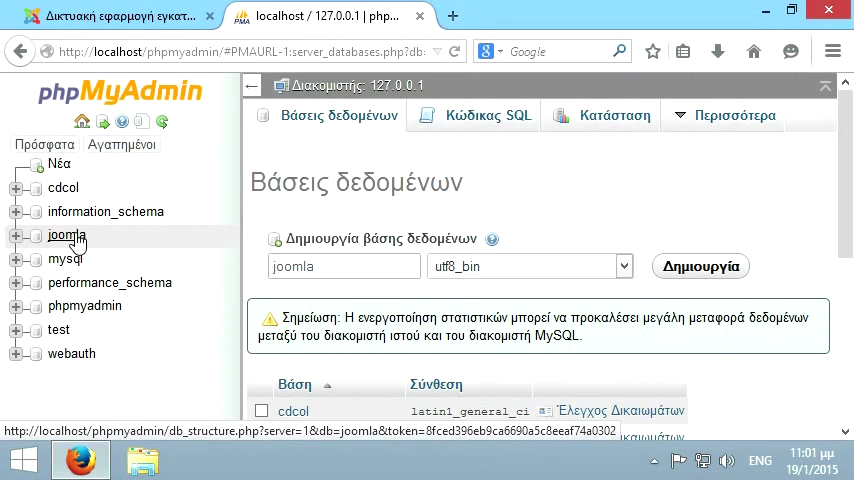 Δικτυακή εφαρμογή εγκατ...
localhost / 127.0.0.1 | php...
http://localhost/phpmyadmin/#PMAURL-1:server_databases.php?db=
Google
phpMyAdmin
Πρόσφατα
Αγαπημένοι
Νέα
cdcol
information_schema
joomla
mysql
performance_schema
phpmyadmin
test
webauth
Διακομιστής: 127.0.0.1
Βάσεις δεδομένων
Κώδικας SQL
Κατάσταση
Περισσότερα
Βάσεις δεδομένων
Δημιουργία βάσης δεδομένων
joomla
utf8_bin
Δημιουργία
Σημείωση: Η ενεργοποίηση στατιστικών μπορεί να προκαλέσει μεγάλη μεταφορά δεδομένων
μεταξύ του διακομιστή ιστού και του διακομιστή MySQL.
Βάση
Σύνθεση
cdcol
latin1_general_ci
Έλεγχος Δικαιωμάτων
http://localhost/phpmyadmin/db_structure.php?server=1&db=joomla&token=8fced396eb9ca6690a5c8eeaf74a0302
ENG
11:01 μμ
19/1/2015